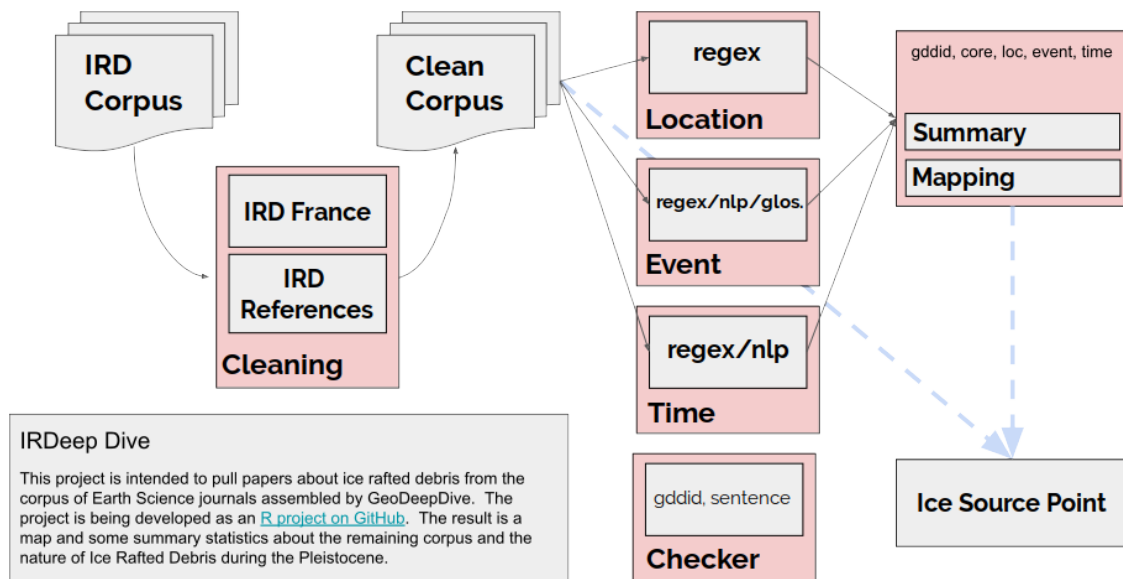 IRD
Corpus
Clean
Corpus
IRD France
IRD
References
Cleaning
regex
Location
regex/nlp/glos.
Event
regex/nlp
Time
gddid, sentence
Checker
gddid, core, loc, event, time
Summary
Mapping
Ice Source Point
IRDeep Dive
This project is intended to pull papers about ice rafted debris from the
corpus of Earth Science journals assembled by GeoDeepDive. The
project is being developed as an R project on GitHub. The result is a
map and some summary statistics about the remaining corpus and the
nature of Ice Rafted Debris during the Pleistocene.